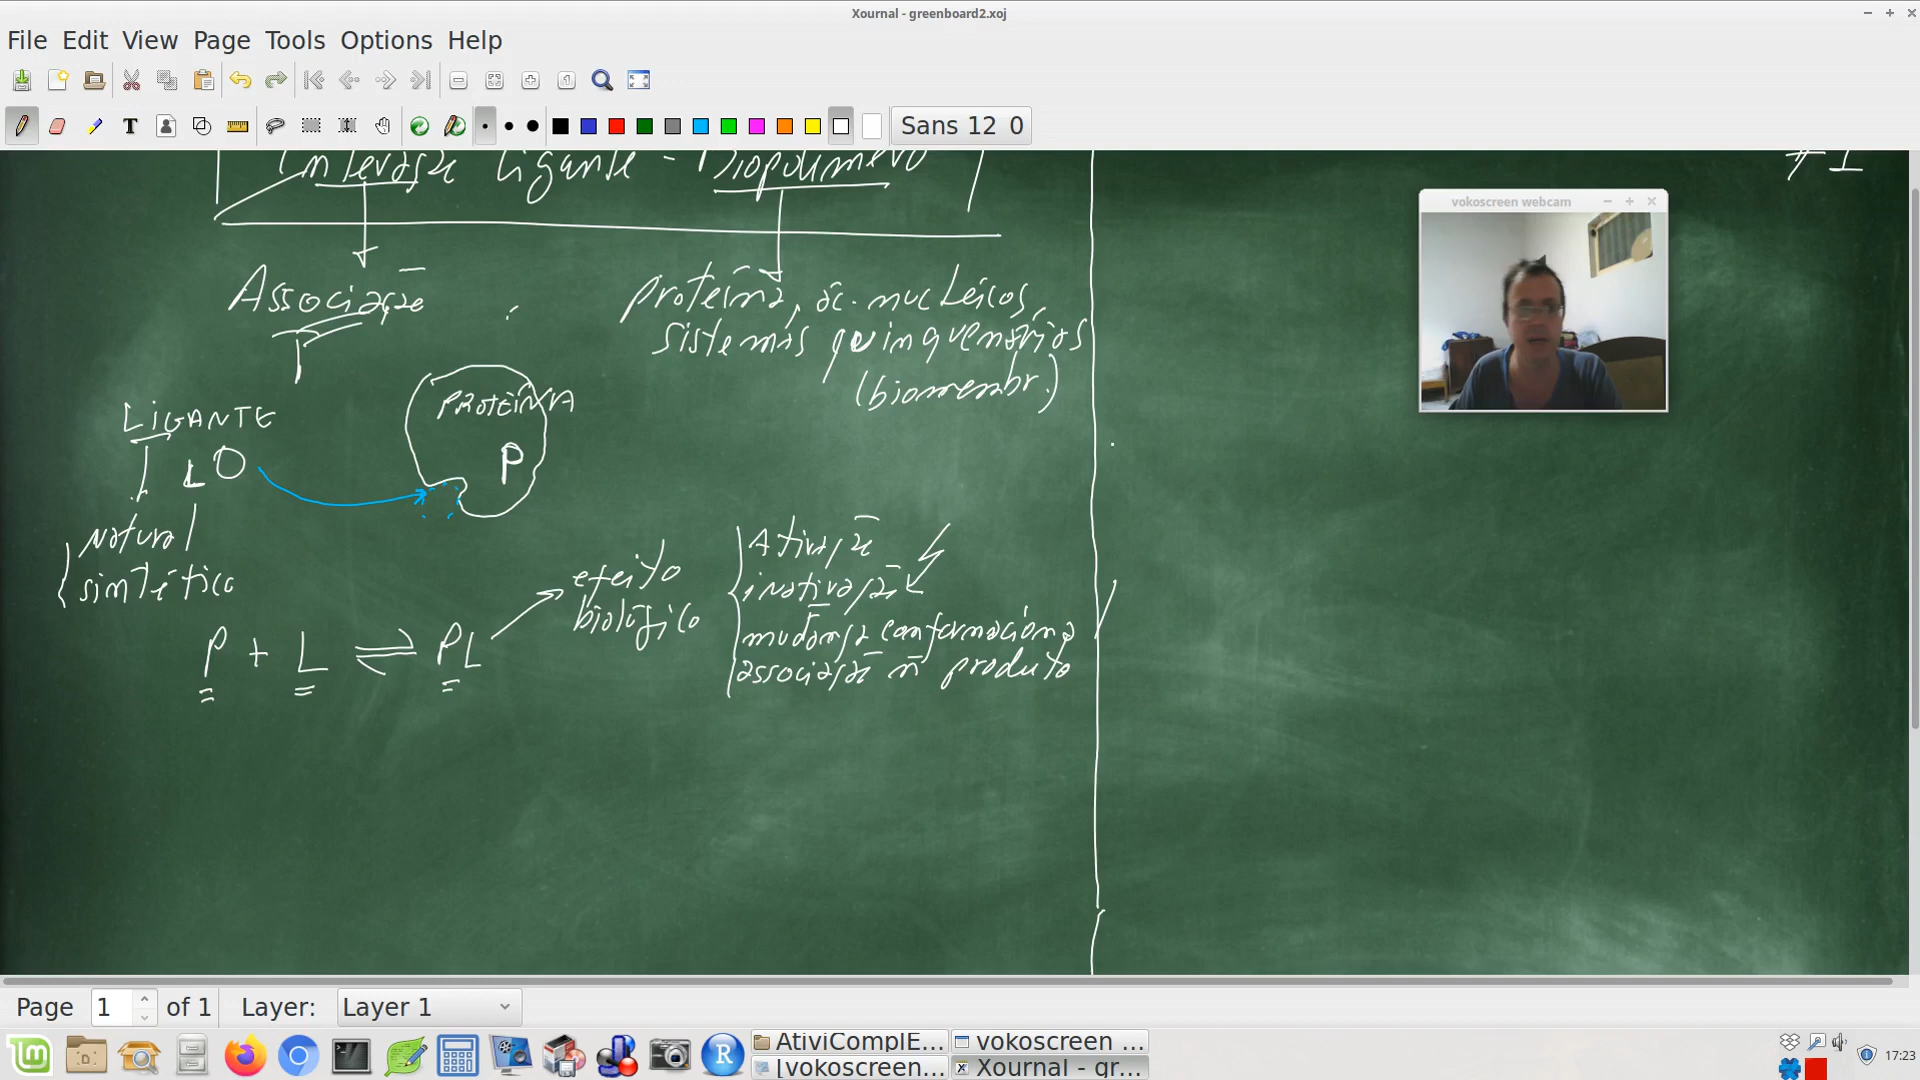 Xournal - greenboard2.xoj
File Edit View Page Tools Options Help
Sans 12 0
Interação Ligante - Biopolímero
#1
vokoscreen webcam
Associação
proteína, ác. nucleicos,
sistemas quinquenários
(biomembr.)
LIGANTE
PROTEÍNA
L
P
Natural
sintético
efeito
biológico
Ativação
inativação
mudança conformacional
associação n produto
P + L ⇌ PL
Page 1 of 1 Layer: Layer 1
AtiviComplE... vokoscreen ...
[vokoscreen... Xournal - gr...
17:23